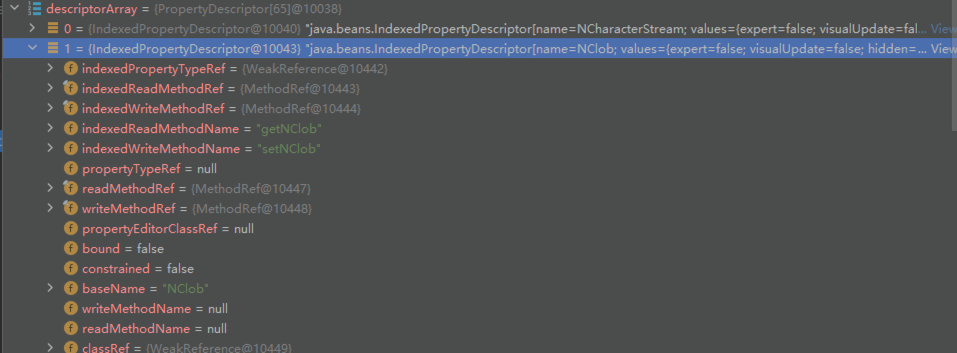 descriptorArray = {PropertyDescriptor[65]@10038}
0 = {IndexedPropertyDescriptor@10040} "java.beans.IndexedPropertyDescriptor[name=NCharacterStream; values={expert=false; visualUpdate=fal... View
1 = {IndexedPropertyDescriptor@10043} "java.beans.IndexedPropertyDescriptor[name=NClob; values={expert=false; visualUpdate=false; hidden=... View
indexedPropertyTypeRef = {WeakReference@10442}
indexedReadMethodRef = {MethodRef@10443}
indexedWriteMethodRef = {MethodRef@10444}
indexedReadMethodName = "getNClob"
indexedWriteMethodName = "setNClob"
propertyTypeRef = null
readMethodRef = {MethodRef@10447}
writeMethodRef = {MethodRef@10448}
propertyEditorClassRef = null
bound = false
constrained = false
baseName = "NClob"
writeMethodName = null
readMethodName = null
classRef = {WeakReference@10449}